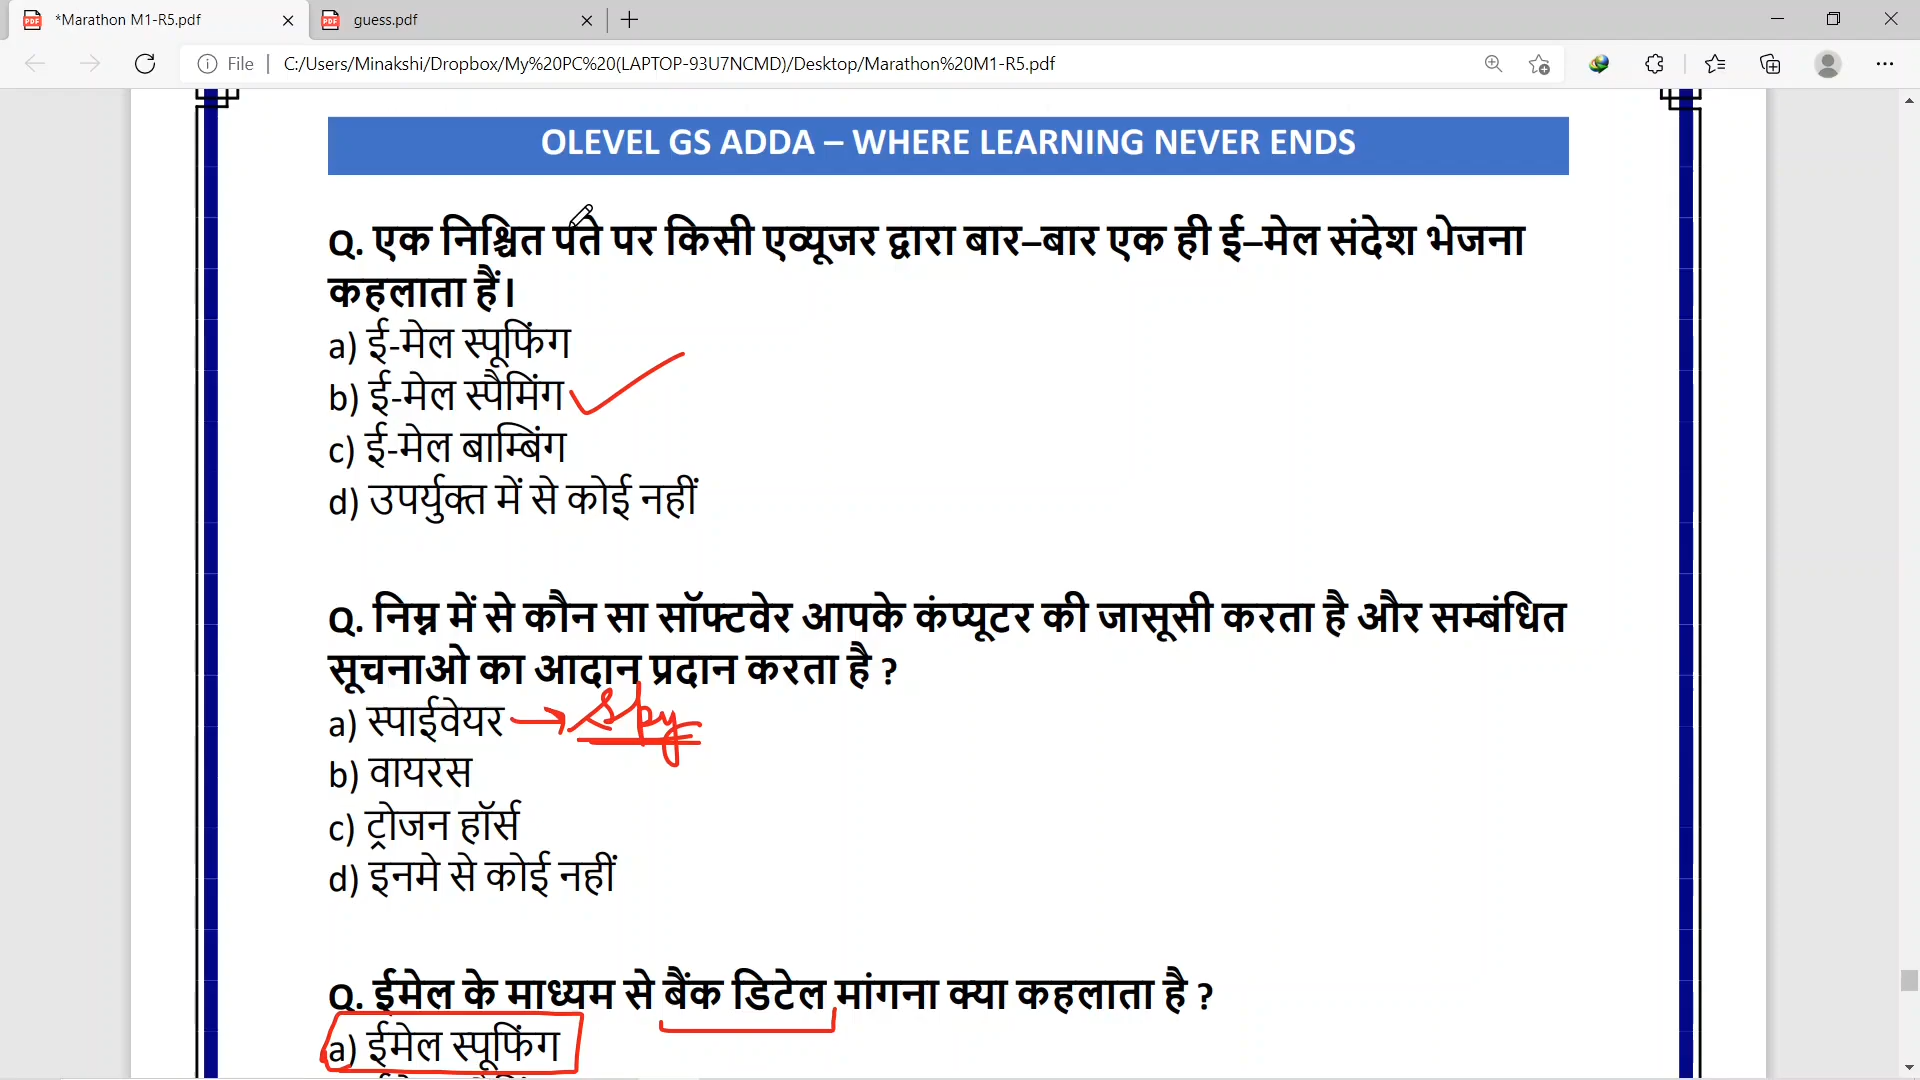 *Marathon M1-R5.pdf
guess.pdf
File
C:/Users/Minakshi/Dropbox/My%20PC%20(LAPTOP-93U7NCMD)/Desktop/Marathon%20M1-R5.pdf
OLEVEL GS ADDA – WHERE LEARNING NEVER ENDS
Q. एक निश्चित पते पर किसी एव्यूजर द्वारा बार–बार एक ही ई–मेल संदेश भेजना
कहलाता हैं।
a) ई-मेल स्पूफिंग
b) ई-मेल स्पैमिंग
c) ई-मेल बाम्बिंग
d) उपर्युक्त में से कोई नहीं
Q. निम्न में से कौन सा सॉफ्टवेर आपके कंप्यूटर की जासूसी करता है और सम्बंधित
सूचनाओ का आदान प्रदान करता है ?
a) स्पाईवेयर → Spy
b) वायरस
c) ट्रोजन हॉर्स
d) इनमे से कोई नहीं
Q. ईमेल के माध्यम से बैंक डिटेल मांगना क्या कहलाता है ?
a) ईमेल स्पूफिंग